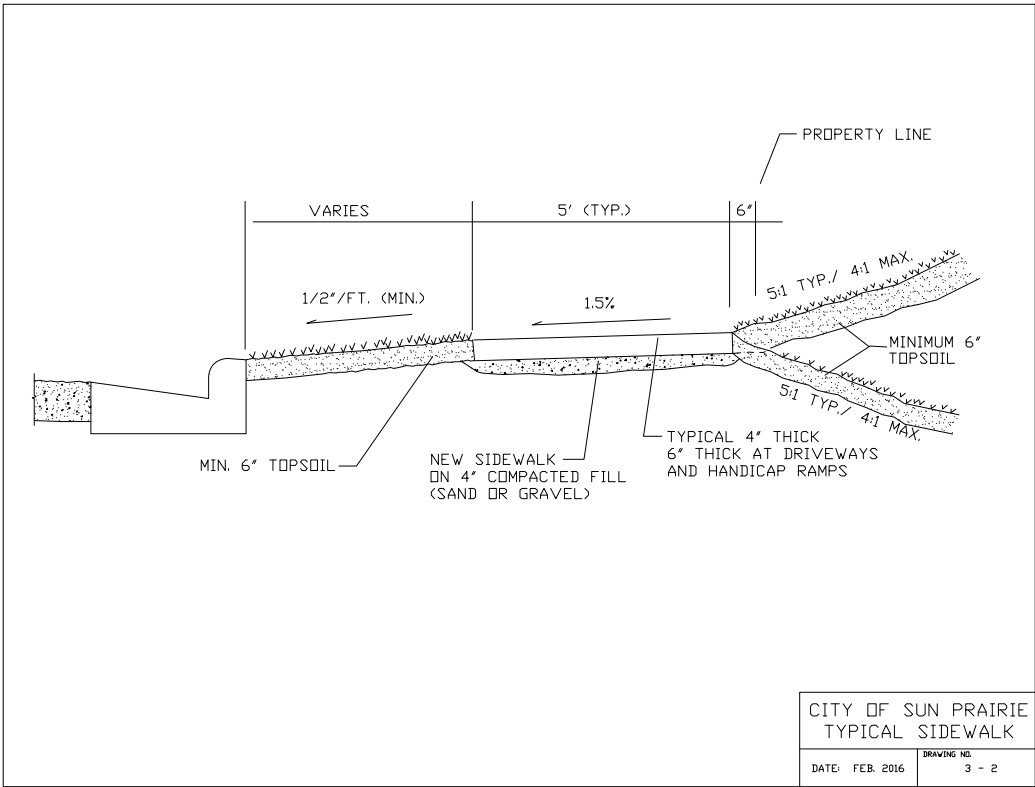 PROPERTY LINE
VARIES
5' (TYP.)
6"
1/2"/FT. (MIN.)
1.5%
5:1 TYP./ 4:1 MAX.
MINIMUM 6"
TOPSOIL
5:1 TYP./ 4:1 MAX.
MIN. 6" TOPSOIL
NEW SIDEWALK
ON 4" COMPACTED FILL
(SAND OR GRAVEL)
TYPICAL 4" THICK
6" THICK AT DRIVEWAYS
AND HANDICAP RAMPS
CITY OF SUN PRAIRIE
TYPICAL SIDEWALK
DATE: FEB. 2016
DRAWING NO.
3 - 2